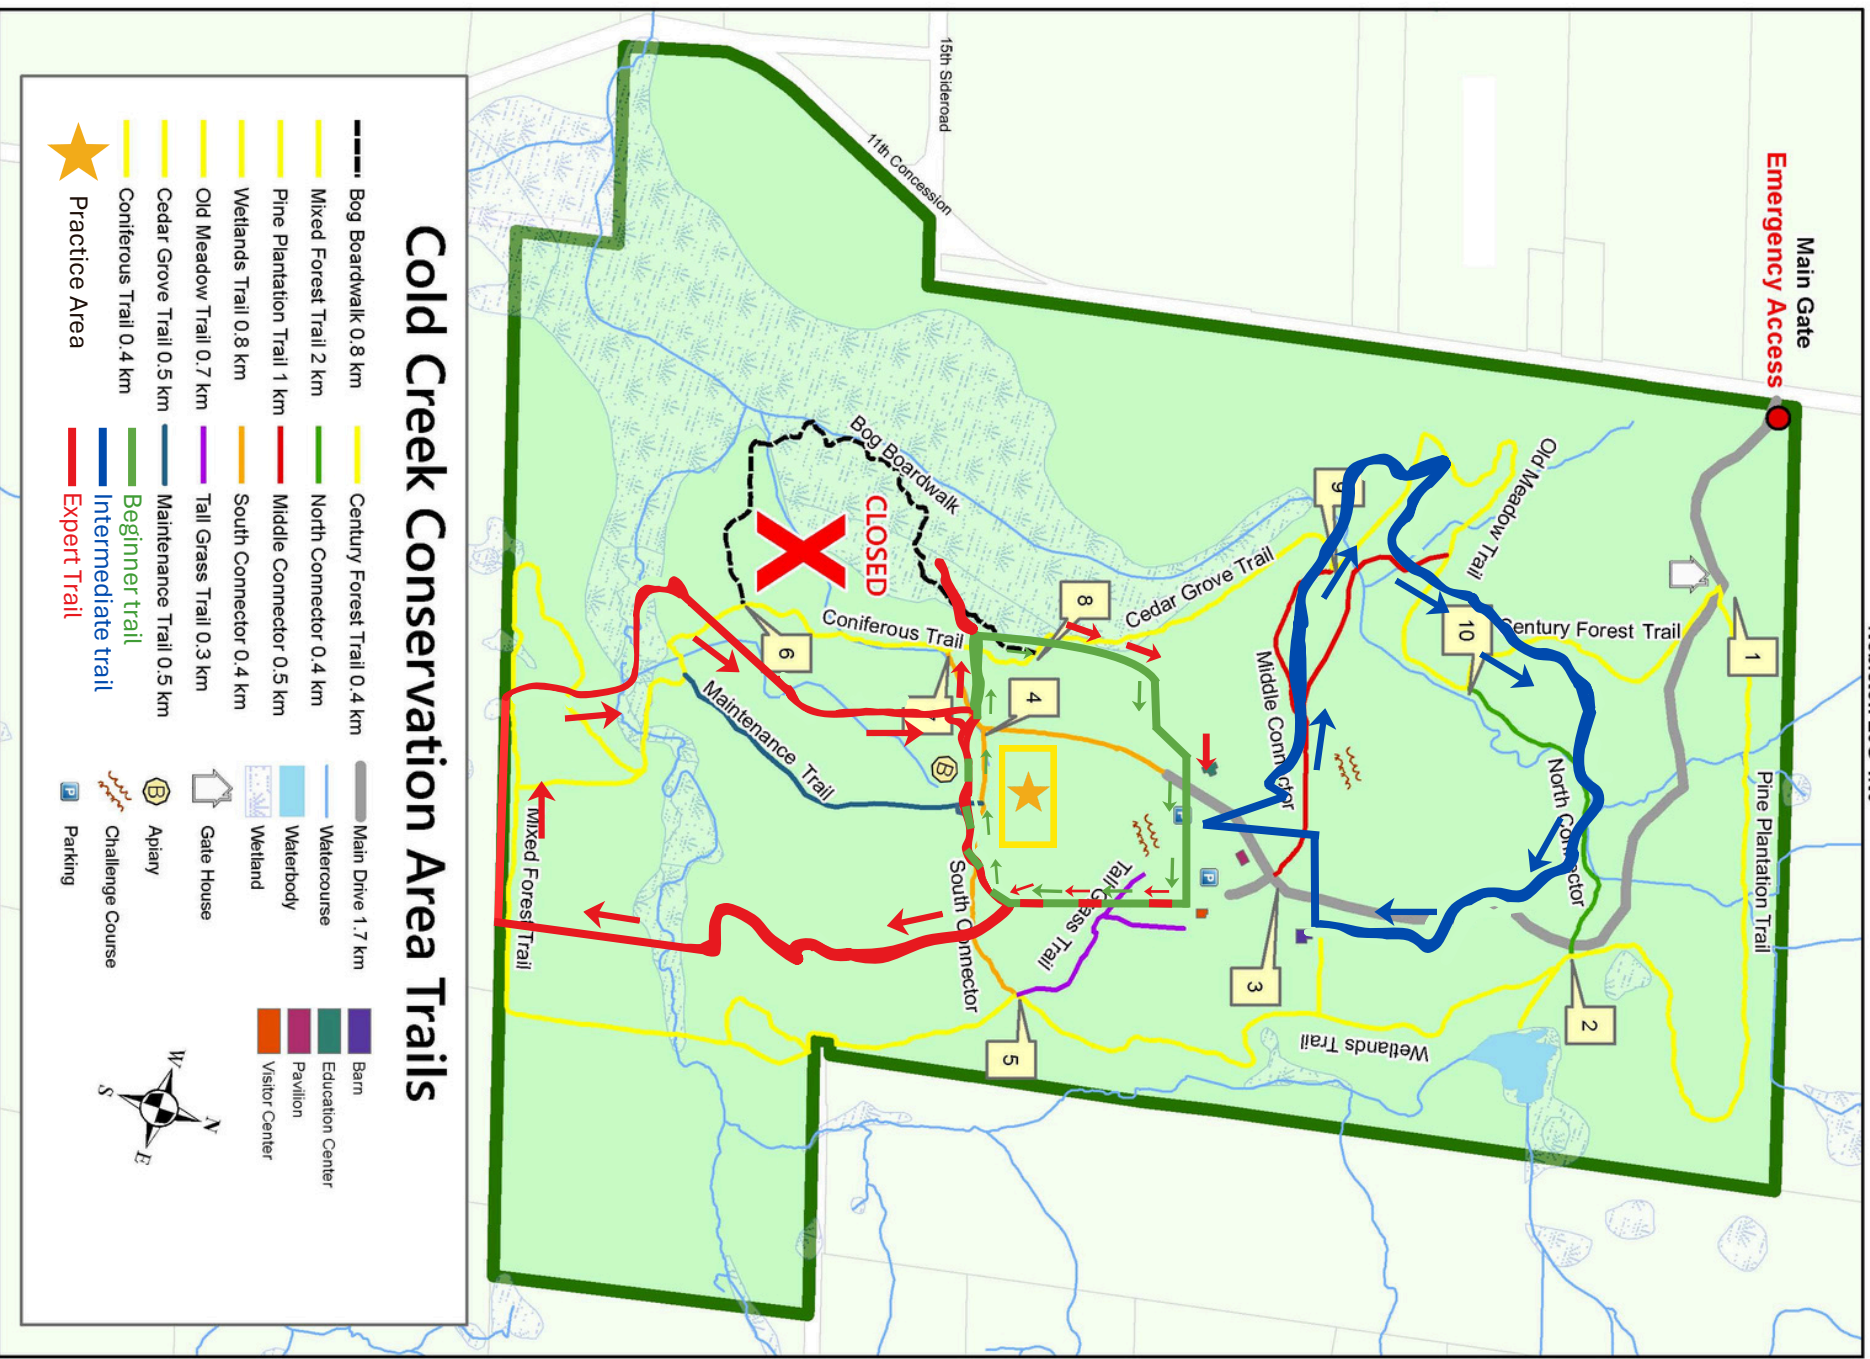 Cold Creek Conservation Area Trails
Bog Boardwalk 0.8 km
Mixed Forest Trail 2 km
Pine Plantation Trail 1 km
Wetlands Trail 0.8 km
Old Meadow Trail 0.7 km
Cedar Grove Trail 0.5 km
Coniferous Trail 0.4 km
Practice Area
Century Forest Trail 0.4 km
North Connector 0.4 km
Middle Connector 0.5 km
South Connector 0.4 km
Tall Grass Trail 0.3 km
Maintenance Trail 0.5 km
Beginner trail
Intermediate trail
Expert Trail
Main Drive 1.7 km
Watercourse
Waterbody
Wetland
Gate House
B
Apiary
Challenge Course
P
Parking
Barn
Education Center
Pavilion
Visitor Center
N
W
E
S
Main Gate
Emergency Access
15th Sideroad
11th Concession
Old Meadow Trail
Century Forest Trail
Pine Plantation Trail
North Connector
Middle Connector
Cedar Grove Trail
Bog Boardwalk
CLOSED
Coniferous Trail
Maintenance Trail
Mixed Forest Trail
South Connector
Tall Grass Trail
Wetlands Trail
1
2
3
4
5
6
8
9
10
B
P
P